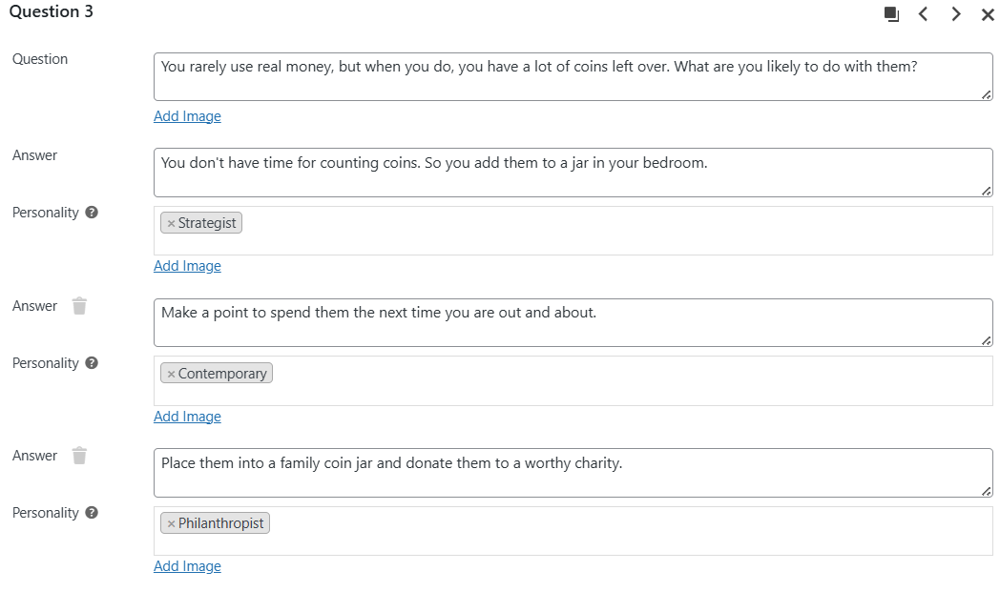 Question 3
Question
You rarely use real money, but when you do, you have a lot of coins left over. What are you likely to do with them?
Add Image
Answer
You don't have time for counting coins. So you add them to a jar in your bedroom.
Personality ?
× Strategist
Add Image
Answer
Make a point to spend them the next time you are out and about.
Personality ?
× Contemporary
Add Image
Answer
Place them into a family coin jar and donate them to a worthy charity.
Personality ?
× Philanthropist
Add Image